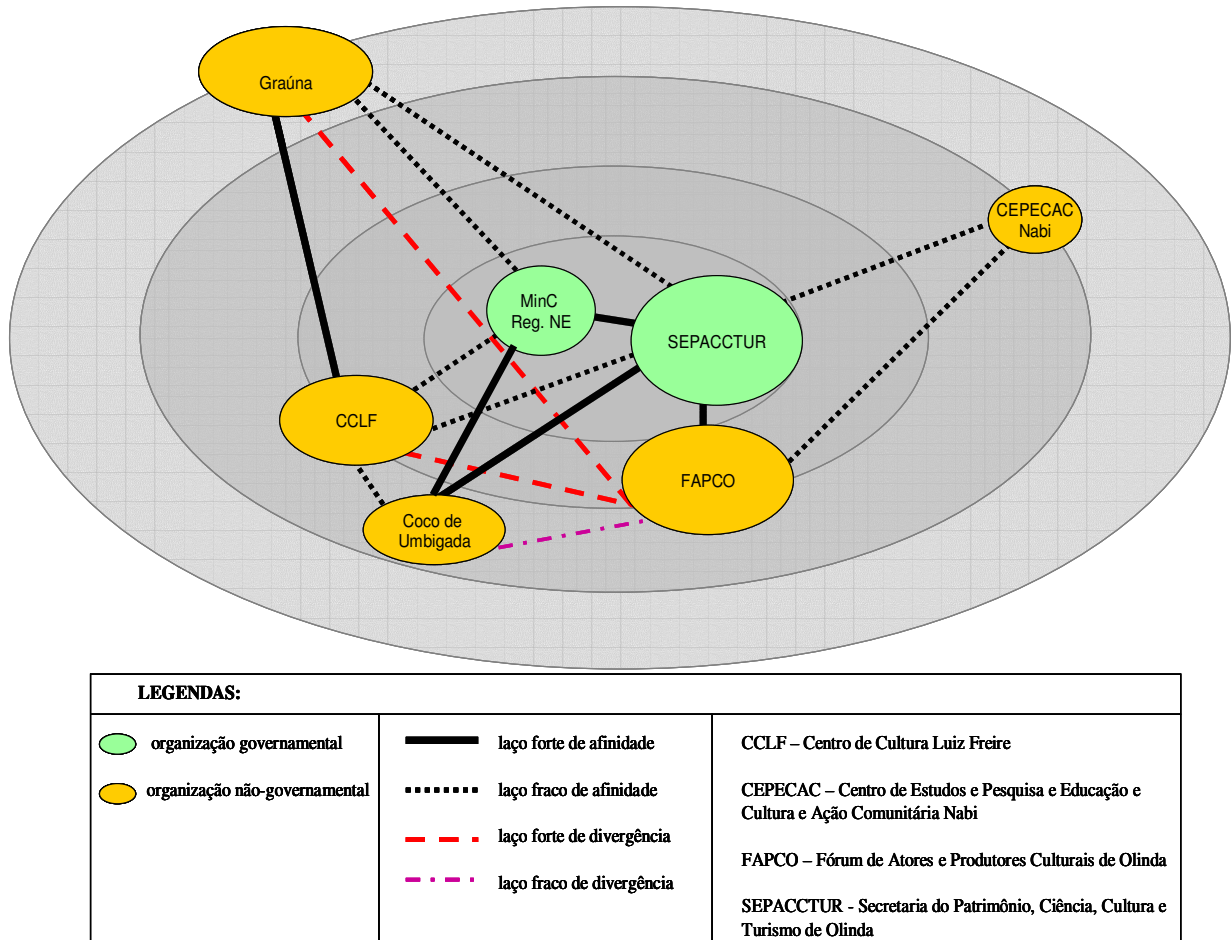 Graúna
CEPECAC
Nabi
MinC
Reg. NE
SEPACCTUR
CCLF
FAPCO
Coco de
Umbigada
LEGENDAS:
organização governamental
organização não-governamental
laço forte de afinidade
laço fraco de afinidade
laço forte de divergência
laço fraco de divergência
CCLF – Centro de Cultura Luiz Freire
CEPECAC – Centro de Estudos e Pesquisa e Educação e
Cultura e Ação Comunitária Nabi
FAPCO – Fórum de Atores e Produtores Culturais de Olinda
SEPACCTUR - Secretaria do Patrimônio, Ciência, Cultura e
Turismo de Olinda